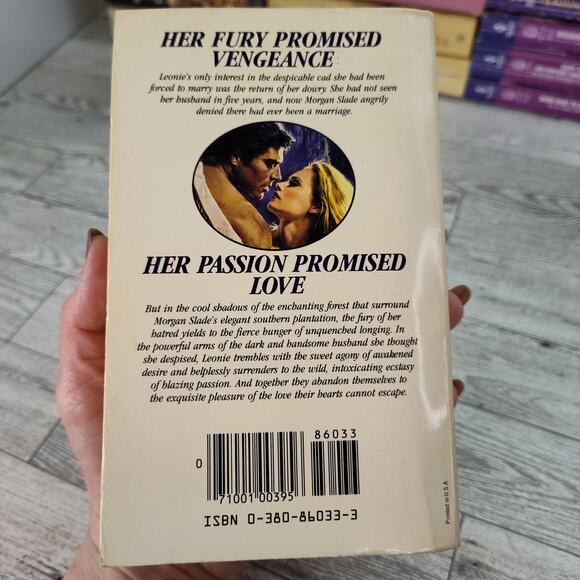 HER FURY PROMISED
VENGEANCE
Leonie's only interest in the despicable cad she had been
forced to marry was the return of her dowry. She had not seen
her husband in five years, and now Morgan Slade angrily
denied there had ever been a marriage.
HER PASSION PROMISED
LOVE
But in the cool shadows of the enchanting forest that surround
Morgan Slade's elegant southern plantation, the fury of her
hatred yields to the fierce hunger of unquenched longing. In
the powerful arms of the dark and handsome husband she thought
she despised, Leonie trembles with the sweet agony of awakened
desire and helplessly surrenders to the wild, intoxicating ecstasy
of blazing passion. And together they abandon themselves to
the exquisite pleasure of the love their hearts cannot escape.
86033
0
71001 00395
ISBN 0-380-86033-3
Printed in U.S.A.